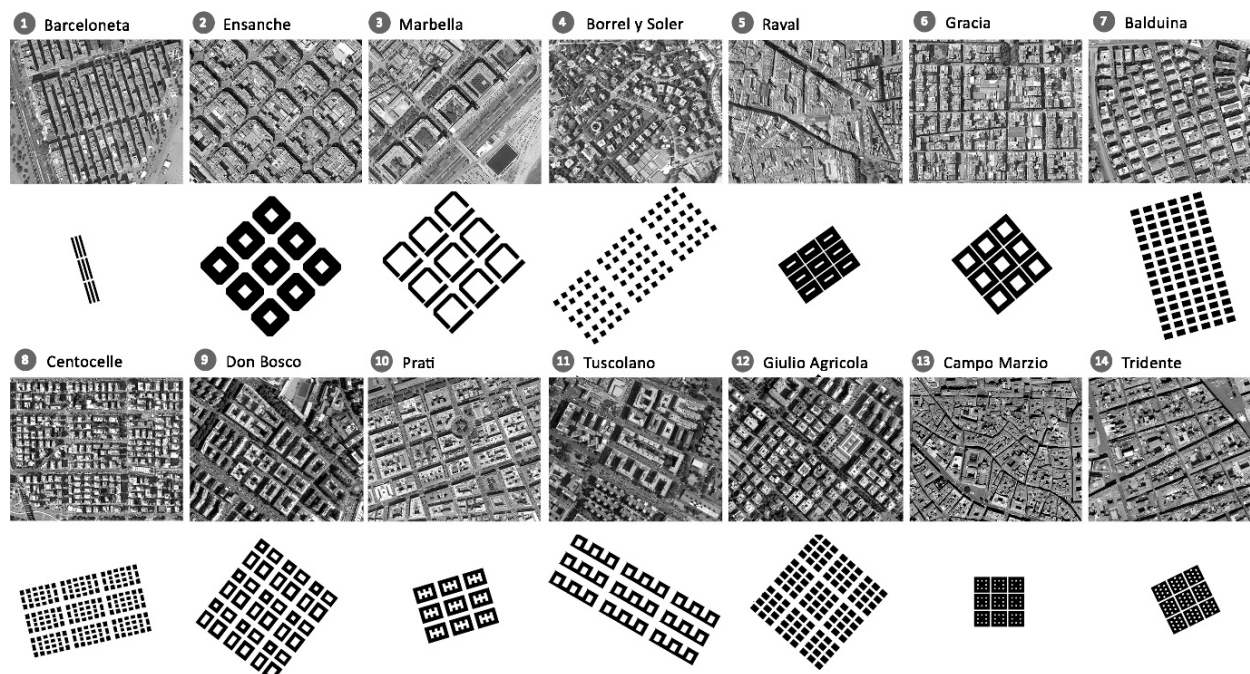 1 Barceloneta
2 Ensanche
3 Marbella
4 Borrel y Soler
5 Raval
6 Gracia
7 Balduina
8 Centocelle
9 Don Bosco
10 Prati
11 Tuscolano
12 Giulio Agricola
13 Campo Marzio
14 Tridente